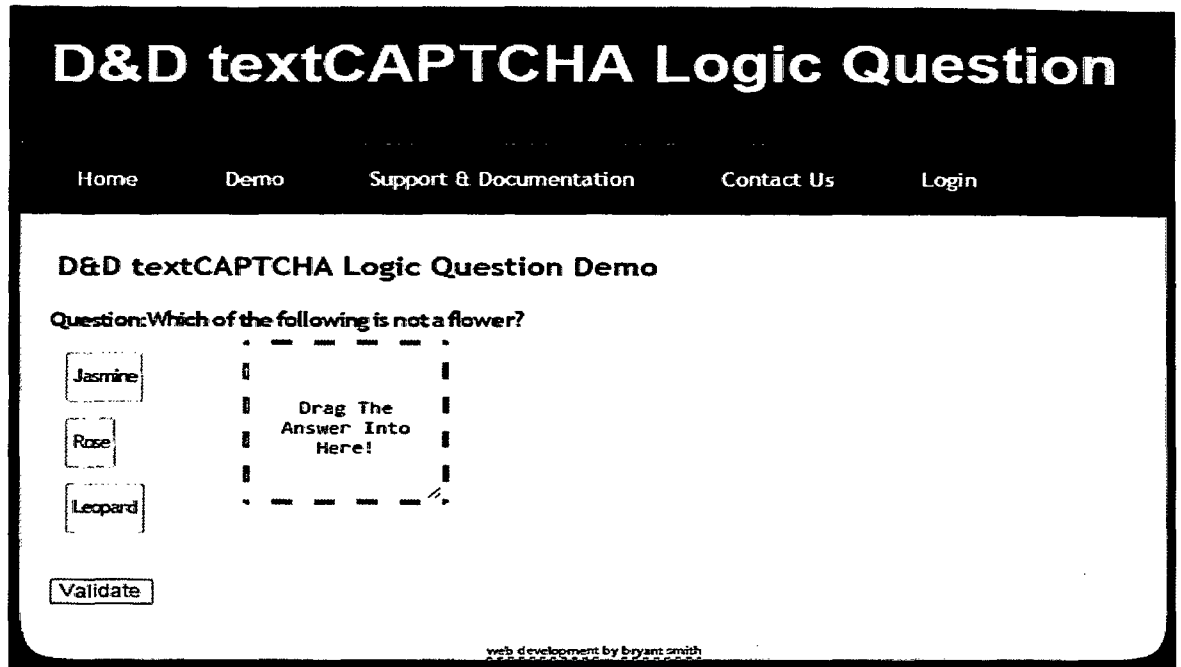 D&D textCAPTCHA Logic Question
Home Demo Support & Documentation Contact Us Login
D&D textCAPTCHA Logic Question Demo
Question:Which of the following is not a flower?
Jasmine
Rose
Leopard
Drag The
Answer Into
Here!
Validate
web development by bryant smith